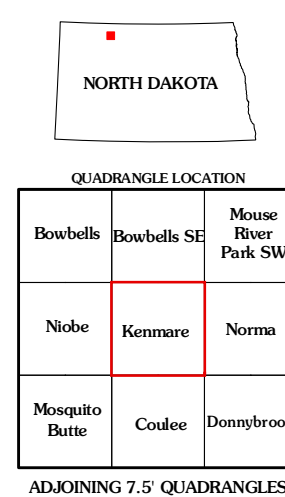 NORTH DAKOTA
QUADRANGLE LOCATION
Bowbells
Bowbells SE
Mouse
River
Park SW
Niobe
Kenmare
Norma
Mosquito
Butte
Coulee
Donnybroo
ADJOINING 7.5' QUADRANGLES